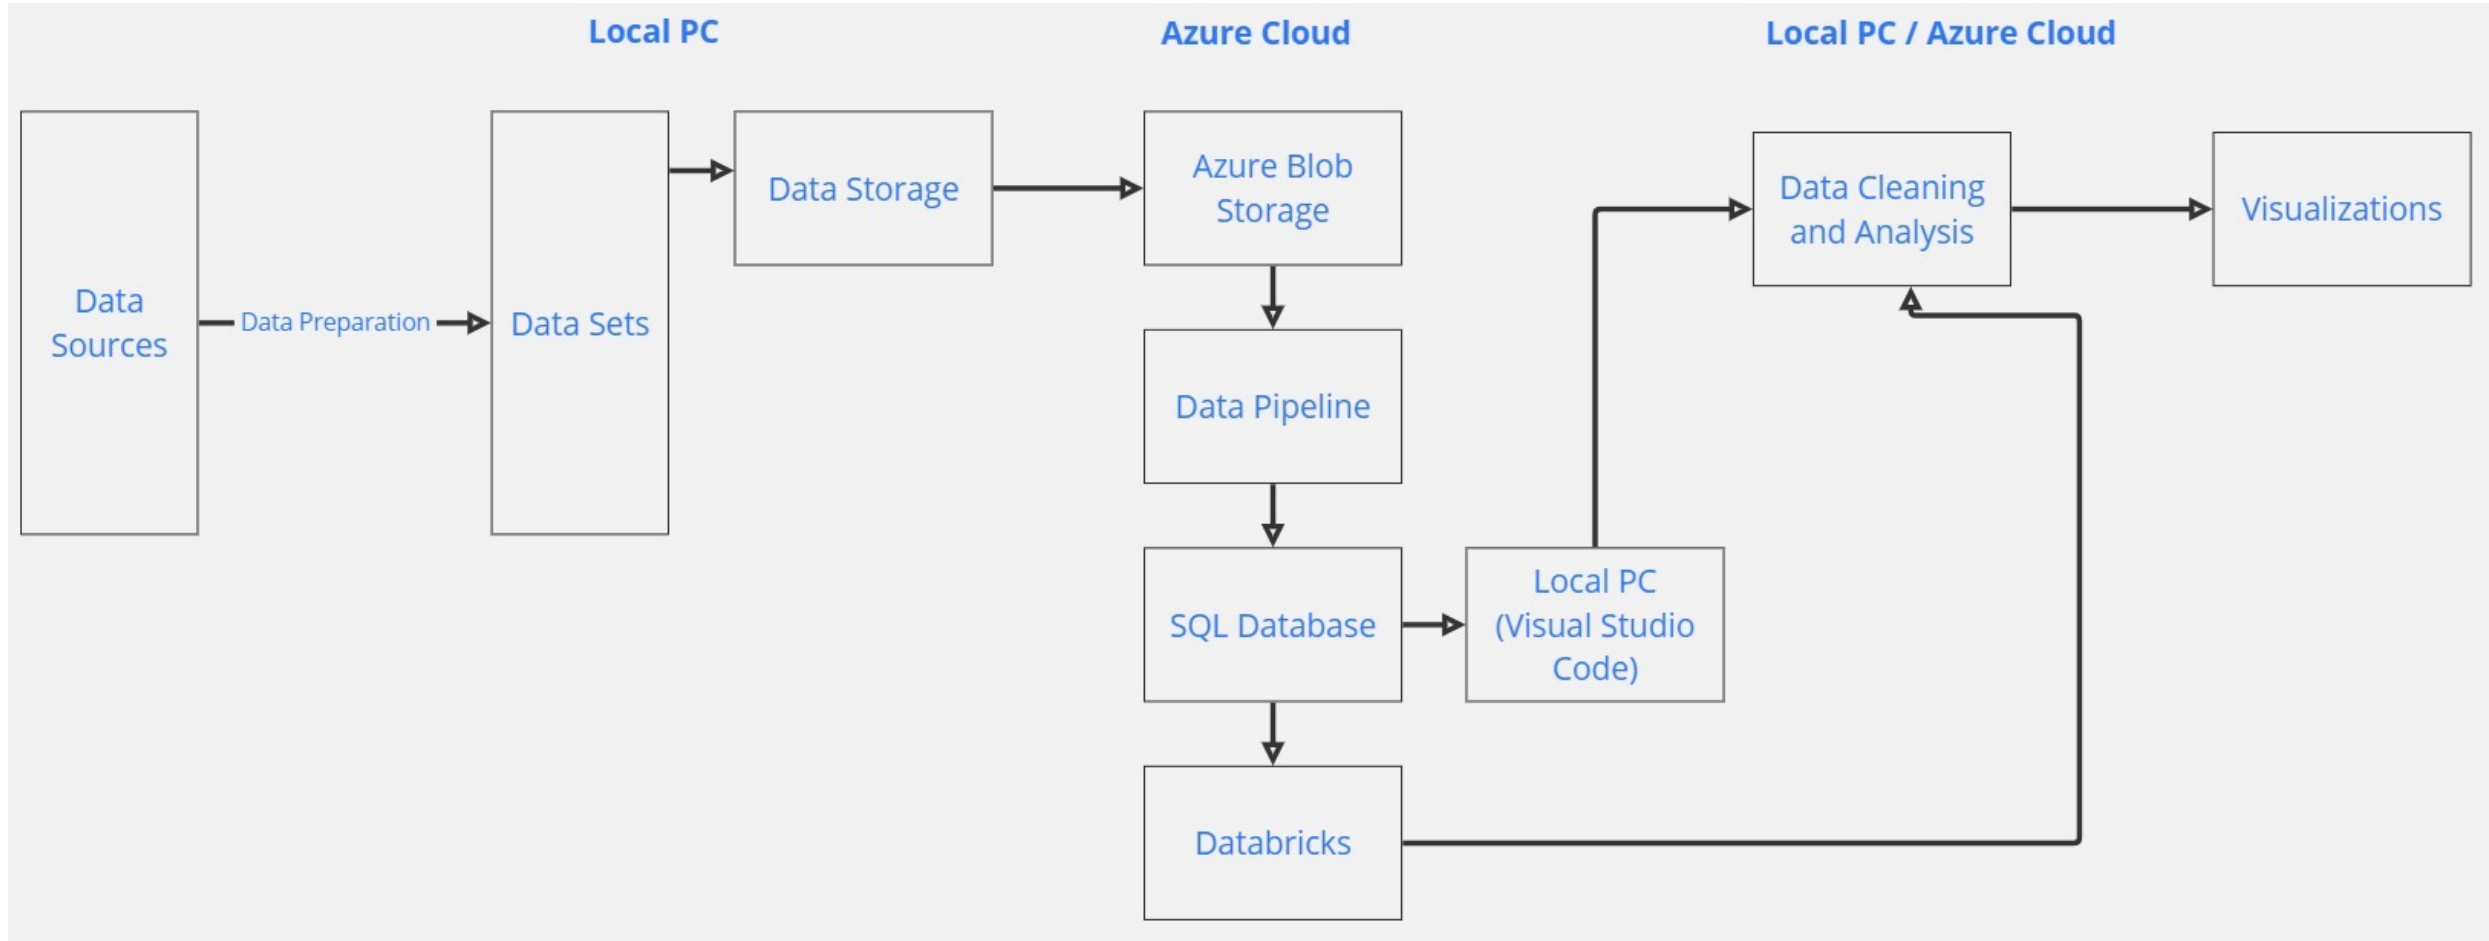 Local PC
Azure Cloud
Local PC / Azure Cloud
Data
Sources
Data Preparation
Data Sets
Data Storage
Azure Blob
Storage
Data Pipeline
SQL Database
Databricks
Local PC
(Visual Studio
Code)
Data Cleaning
and Analysis
Visualizations